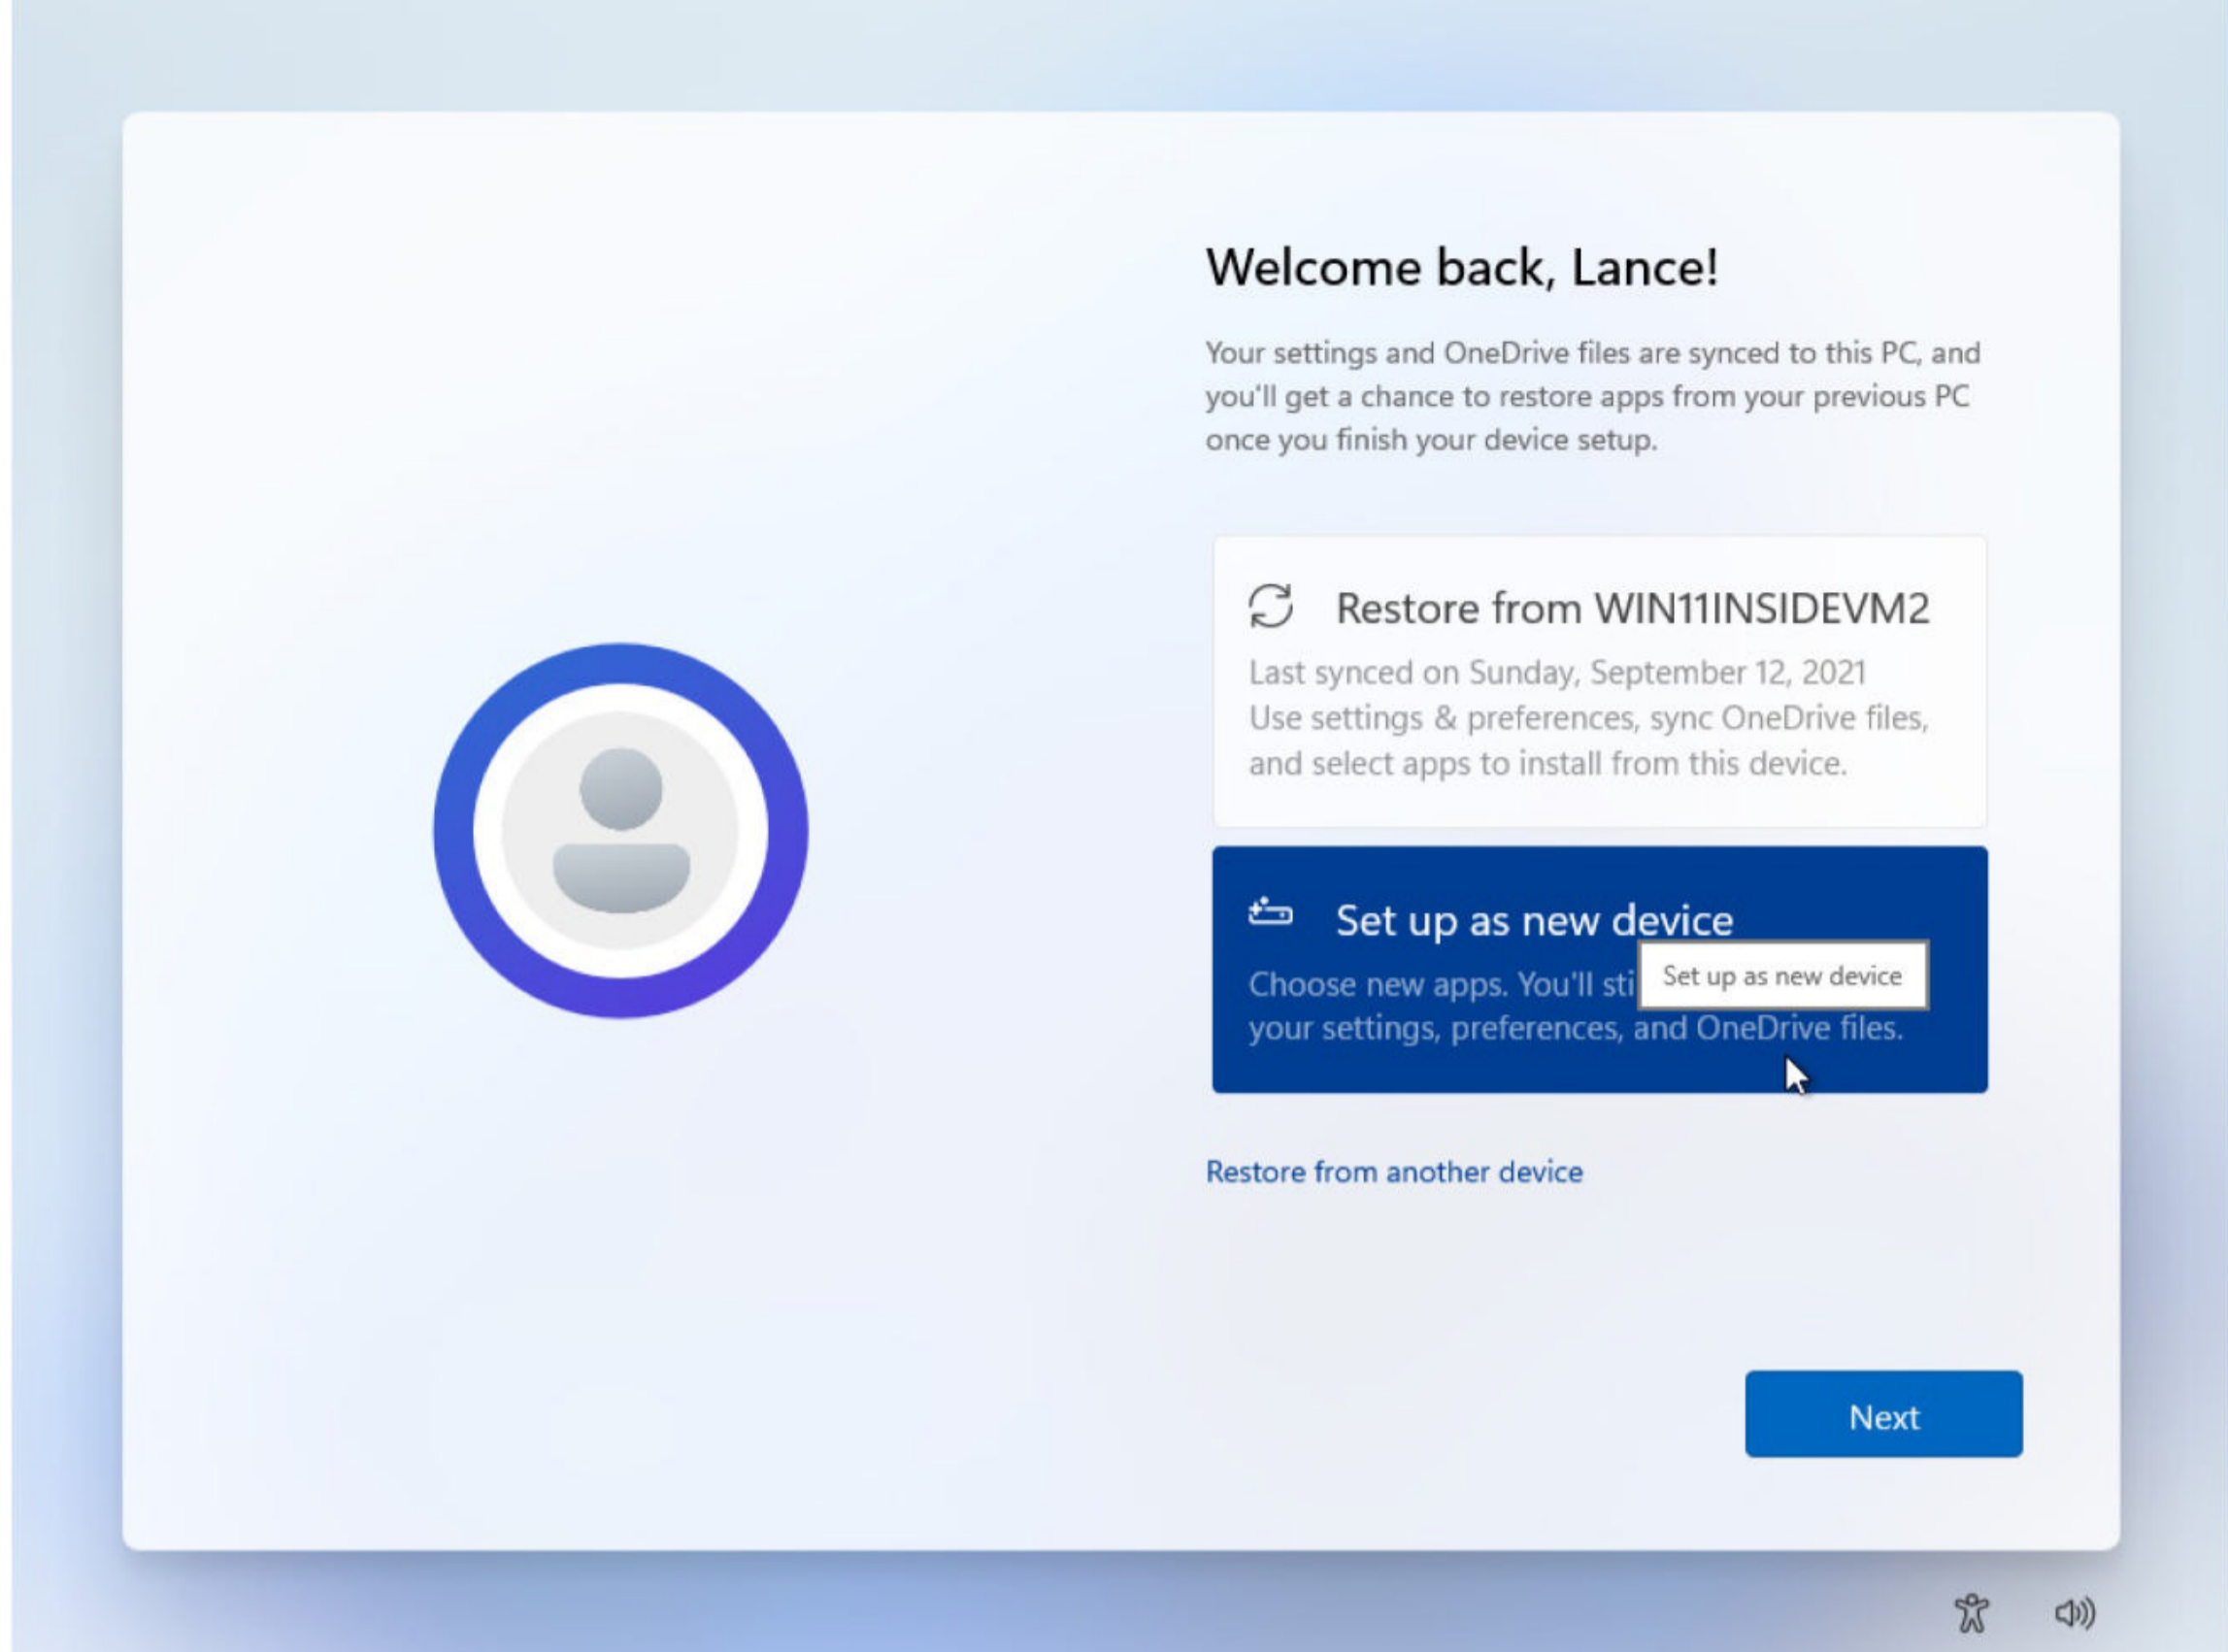 Welcome back, Lance!
Your settings and OneDrive files are synced to this PC, and
you'll get a chance to restore apps from your previous PC
once you finish your device setup.
Restore from WIN11INSIDEVM2
Last synced on Sunday, September 12, 2021
Use settings & preferences, sync OneDrive files,
and select apps to install from this device.
Set up as new device
Choose new apps. You'll
Set up as new device
your settings, preferences, and OneDrive files.
Restore from another device
Next